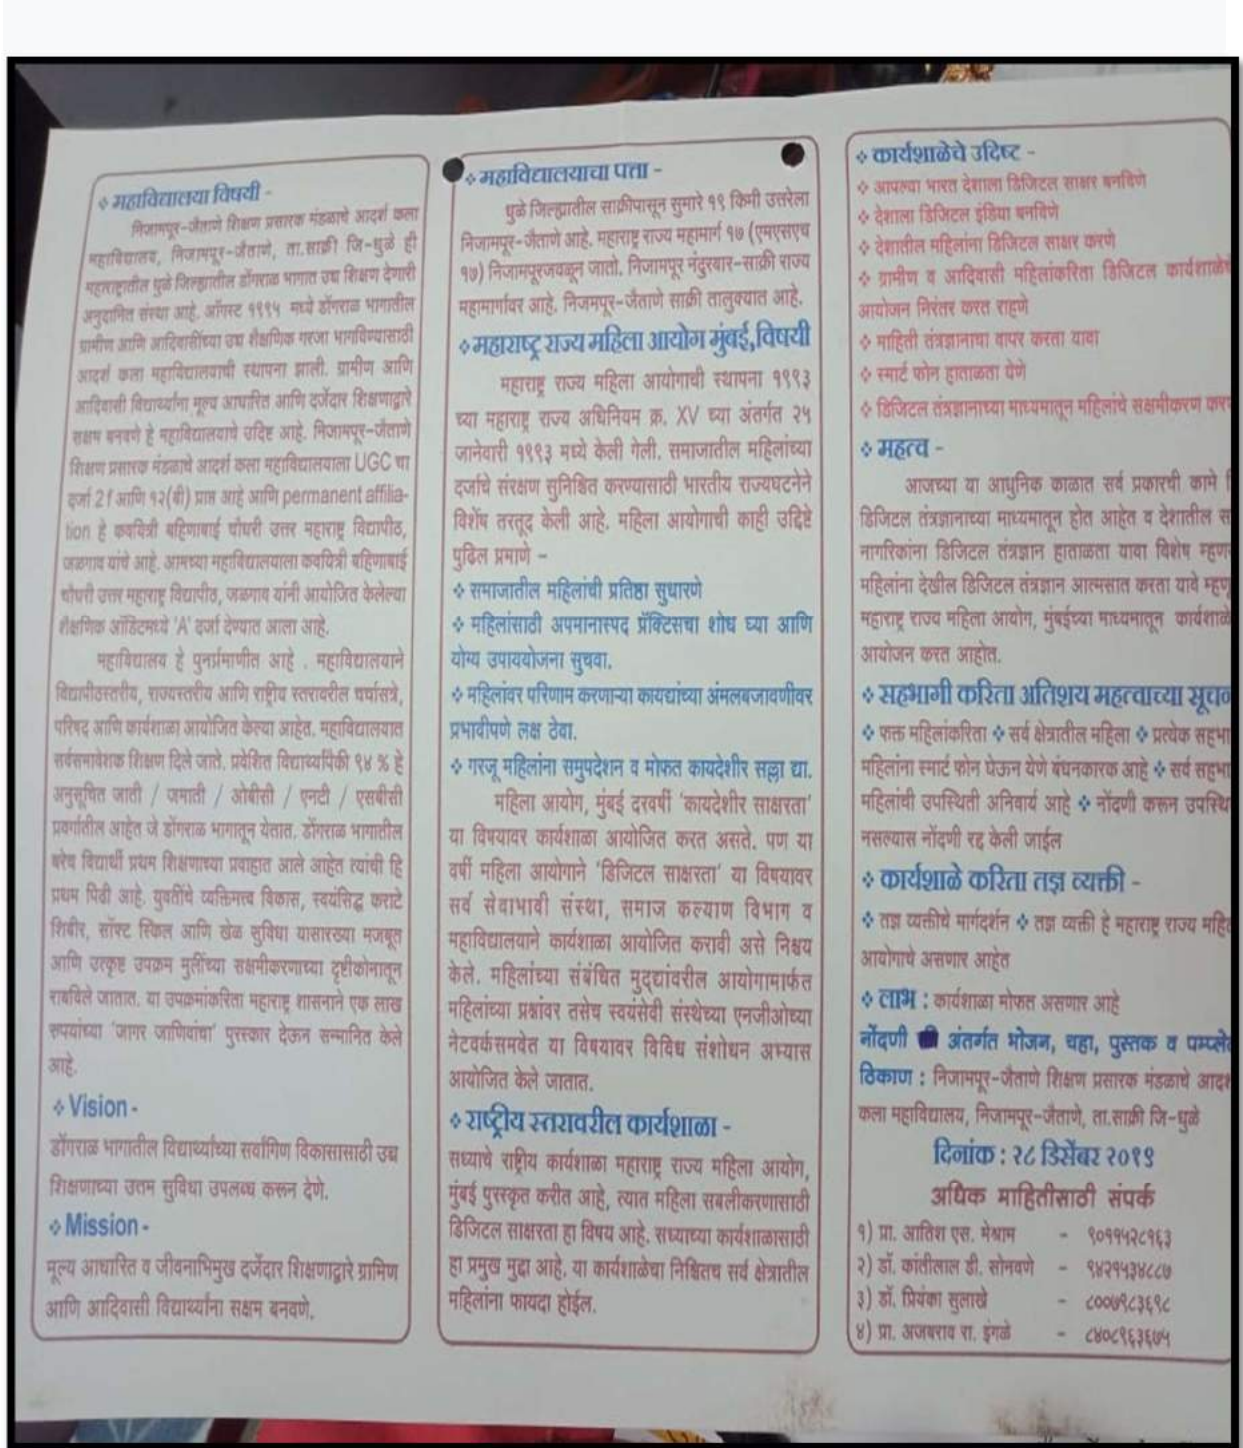 ❖ महाविद्यालया विषयी -
निजामपूर-जैताणे शिक्षण प्रसारक मंडळाचे आदर्श कला
महाविद्यालय, निजामपूर-जैताणे, ता.साक्री जि-धुळे ही
महाराष्ट्रातील धुळे जिल्ह्यातील डोंगराळ भागात उच्च शिक्षण देणारी
अनुदानित संस्था आहे. ऑगस्ट १९९५ मध्ये डोंगराळ भागातील
ग्रामीण आणि आदिवासींच्या उच्च शैक्षणिक गरजा भागविण्यासाठी
आदर्श कला महाविद्यालयाची स्थापना झाली. ग्रामीण आणि
आदिवासी विद्यार्थ्यांना मूल्य आधारित आणि दर्जेदार शिक्षणाद्वारे
सक्षम बनवणे हे महाविद्यालयाचे उदिष्ट आहे. निजामपूर-जैताणे
शिक्षण प्रसारक मंडळाचे आदर्श कला महाविद्यालयाला UGC चा
दर्जा 2 f आणि १२(बी) प्राप्त आहे आणि permanent affilia-
tion हे कवयित्री बहिणाबाई चौधरी उत्तर महाराष्ट्र विद्यापीठ,
जळगाव यांचे आहे. आमच्या महाविद्यालयाला कवयित्री बहिणाबाई
चौधरी उत्तर महाराष्ट्र विद्यापीठ, जळगाव यांनी आयोजित केलेल्या
शैक्षणिक ऑडिटमध्ये 'A' दर्जा देण्यात आला आहे.
महाविद्यालय हे पुनर्प्रमाणीत आहे . महाविद्यालयाने
विद्यापीठस्तरीय, राज्यस्तरीय आणि राष्ट्रीय स्तरावरील चर्चासत्रे,
परिषद आणि कार्यशाळा आयोजित केल्या आहेत. महाविद्यालयात
सर्वसमावेशक शिक्षण दिले जाते. प्रवेशित विद्यार्थ्यांपैकी ९४ % हे
अनुसूचित जाती / जमाती / ओबीसी / एनटी / एसबीसी
प्रवर्गातील आहेत जे डोंगराळ भागातून येतात. डोंगराळ भागातील
बरेच विद्यार्थी प्रथम शिक्षणाच्या प्रवाहात आले आहेत त्यांची हि
प्रथम पिढी आहे. युवतींचे व्यक्तिमत्त्व विकास, स्वयंसिद्ध कराटे
शिबीर, सॉफ्ट स्किल आणि खेळ सुविधा यासारख्या मजबूत
आणि उत्कृष्ट उपक्रम मुलींच्या सक्षमीकरणाच्या दृष्टीकोनातून
राबविले जातात. या उपक्रमांकरिता महाराष्ट्र शासनाने एक लाख
रुपयांच्या 'जागर जाणिवांचा' पुरस्कार देऊन सन्मानित केले
आहे.
❖ Vision -
डोंगराळ भागातील विद्यार्थ्यांच्या सर्वांगिण विकासासाठी उच्च
शिक्षणाच्या उत्तम सुविधा उपलब्ध करून देणे.
❖ Mission -
मूल्य आधारित व जीवनाभिमुख दर्जेदार शिक्षणाद्वारे ग्रामिण
आणि आदिवासी विद्यार्थ्यांना सक्षम बनवणे.
❖ महाविद्यालयाचा पत्ता -
धुळे जिल्ह्यातील साक्रीपासून सुमारे १९ किमी उत्तरेला
निजामपूर-जैताणे आहे. महाराष्ट्र राज्य महामार्ग १७ (एमएसएच
१७) निजामपूरजवळून जातो. निजामपूर नंदुरबार-साक्री राज्य
महामार्गावर आहे. निजमपूर-जैताणे साक्री तालुक्यात आहे.
❖ महाराष्ट्र राज्य महिला आयोग मुंबई,विषयी
महाराष्ट्र राज्य महिला आयोगाची स्थापना १९९३
च्या महाराष्ट्र राज्य अधिनियम क्र. XV च्या अंतर्गत २५
जानेवारी १९९३ मध्ये केली गेली. समाजातील महिलांच्या
दर्जाचे संरक्षण सुनिश्चित करण्यासाठी भारतीय राज्यघटनेने
विशेष तरतूद केली आहे. महिला आयोगाची काही उद्दिष्टे
पुढिल प्रमाणे -
❖ समाजातील महिलांची प्रतिष्ठा सुधारणे
❖ महिलांसाठी अपमानास्पद प्रॅक्टिसचा शोध घ्या आणि
योग्य उपाययोजना सुचवा.
❖ महिलांवर परिणाम करणाऱ्या कायद्यांच्या अंमलबजावणीवर
प्रभावीपणे लक्ष ठेवा.
❖ गरजू महिलांना समुपदेशन व मोफत कायदेशीर सल्ला द्या.
महिला आयोग, मुंबई दरवर्षी 'कायदेशीर साक्षरता'
या विषयावर कार्यशाळा आयोजित करत असते. पण या
वर्षी महिला आयोगाने 'डिजिटल साक्षरता' या विषयावर
सर्व सेवाभावी संस्था, समाज कल्याण विभाग व
महाविद्यालयाने कार्यशाळा आयोजित करावी असे निश्चय
केले. महिलांच्या संबंधित मुद्द्यांवरील आयोगामार्फत
महिलांच्या प्रश्नांवर तसेच स्वयंसेवी संस्थेच्या एनजीओच्या
नेटवर्कसमवेत या विषयावर विविध संशोधन अभ्यास
आयोजित केले जातात.
❖ राष्ट्रीय स्तरावरील कार्यशाळा -
सध्याचे राष्ट्रीय कार्यशाळा महाराष्ट्र राज्य महिला आयोग,
मुंबई पुरस्कृत करीत आहे, त्यात महिला सबलीकरणासाठी
डिजिटल साक्षरता हा विषय आहे. सध्याच्या कार्यशाळासाठी
हा प्रमुख मुद्दा आहे. या कार्यशाळेचा निश्चितच सर्व क्षेत्रातील
महिलांना फायदा होईल.
❖ कार्यशाळेचे उदिष्ट -
❖ आपल्या भारत देशाला डिजिटल साक्षर बनविणे
❖ देशाला डिजिटल इंडिया बनविणे
❖ देशातील महिलांना डिजिटल साक्षर करणे
❖ ग्रामीण व आदिवासी महिलांकरिता डिजिटल
आयोजन निरंतर करत राहणे
❖ माहिती तंत्रज्ञानाचा वापर करता यावा
❖ स्मार्ट फोन हाताळता येणे
❖ डिजिटल तंत्रज्ञानाच्या माध्यमातून महिलांचे सक्षमीकरण
❖ महत्व -
आजच्या या आधुनिक काळात सर्व प्रकारची कामे
डिजिटल तंत्रज्ञानाच्या माध्यमातून होत आहेत व देशातील
नागरिकांना डिजिटल तंत्रज्ञान हाताळता यावा विशेष
महिलांना देखील डिजिटल तंत्रज्ञान आत्मसात करता यावे
महाराष्ट्र राज्य महिला आयोग, मुंबईच्या माध्यमातून
आयोजन करत आहोत.
❖ सहभागी करिता अतिशय महत्वाच्या
❖ फक्त महिलांकरिता ❖ सर्व क्षेत्रातील महिला ❖ प्रत्येक
महिलांना स्मार्ट फोन घेऊन येणे बंधनकारक आहे ❖ सर्व
महिलांची उपस्थिती अनिवार्य आहे ❖ नोंदणी करून
नसल्यास नोंदणी रद्द केली जाईल
❖ कार्यशाळे करिता तज्ञ व्यक्ती -
❖ तज्ञ व्यक्तीचे मार्गदर्शन ❖ तज्ञ व्यक्ती हे महाराष्ट्र राज्य
आयोगाचे असणार आहेत
❖ लाभ : कार्यशाळा मोफत असणार आहे
नोंदणी अंतर्गत भोजन, चहा, पुस्तक व
ठिकाण : निजामपूर-जैताणे शिक्षण प्रसारक मंडळाचे
कला महाविद्यालय, निजामपूर-जैताणे, ता.साक्री जि-धुळे
दिनांक : २८ डिसेंबर २०१९
अधिक माहितीसाठी संपर्क
१) प्रा. आतिश एस. मेश्राम - ९०११५२८१६३
२) डॉ. कांतीलाल डी. सोनवणे - ९४२१५३४८८७
३) डॉ. प्रियंका सुलाखे - ८००७९८३६९८
४) प्रा. अजबराव रा. इंगळे - ८४०८९६३६७५